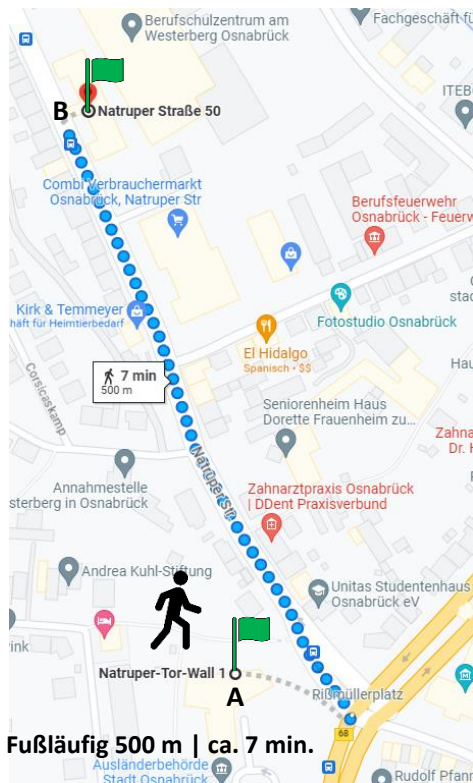 Berufschulzentrum am
Westerberg Osnabrück
Fachgeschäft fü
B
Natruper Straße 50
ITEB
Combi Verbrauchermarkt
Osnabrück, Natruper Str
Berufsfeuerwehr
Osnabrück - Feuerw
Kirk & Temmeyer
häft für Heimtierbedarf
Fotostudio Osnabrück
stad
El Hidalgo
Spanisch • $$
7 min
500 m
Corsicaskamp
Hau
Seniorenheim Haus
Dorette Frauenheim zu...
Natruper Str.
Zahna
Dr. H
Annahmestelle
sterberg in Osnabrück
Zahnarztpraxis Osnabrück
| DDent Praxisverbund
Andrea Kuhl-Stiftung
Unitas Studentenhaus
Osnabrück eV
rink
Natruper-Tor-Wall 1
A
Rißmüllerplatz
68
Fußläufig 500 m | ca. 7 min.
Ausländerbehörde
Stadt Osnabrück
Rudolf Pfann